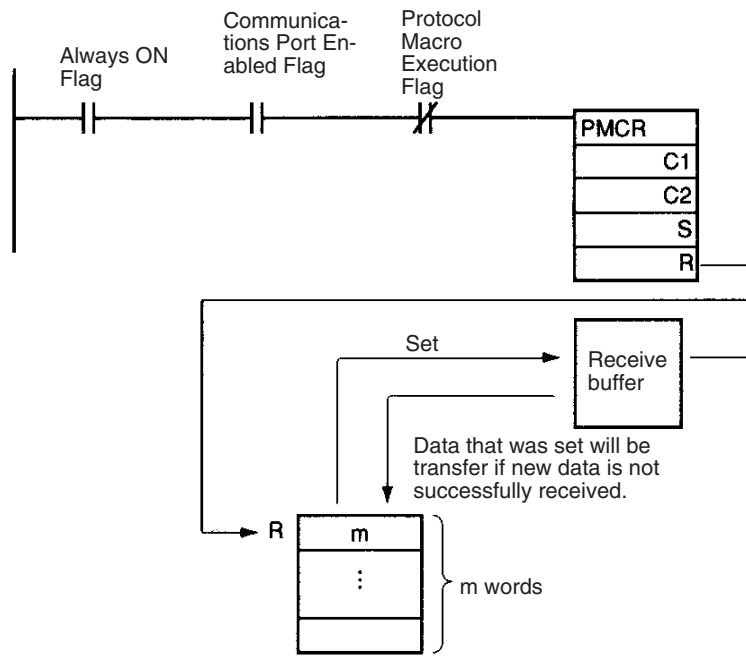 Always ON
Flag
Communica-
tions Port En-
abled Flag
Protocol
Macro
Execution
Flag
PMCR
C1
C2
S
R
Set
Receive
buffer
Data that was set will be
transfer if new data is not
successfully received.
R
m
⋮
m words